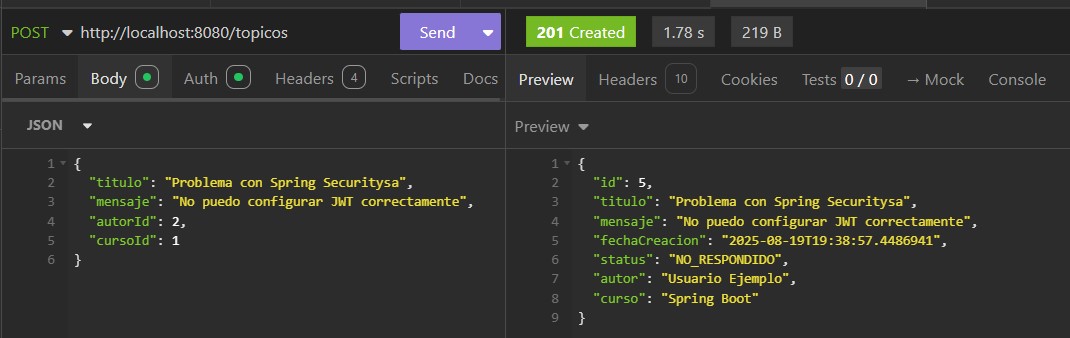 POST http://localhost:8080/topicos Send
201 Created 1.78 s 219 B
Params Body Auth Headers 4 Scripts Docs
Preview Headers 10 Cookies Tests 0 / 0 → Mock Console
JSON
Preview
1 {
2 "titulo": "Problema con Spring Securitysa",
3 "mensaje": "No puedo configurar JWT correctamente",
4 "autorId": 2,
5 "cursoId": 1
6 }
1 {
2 "id": 5,
3 "titulo": "Problema con Spring Securitysa",
4 "mensaje": "No puedo configurar JWT correctamente",
5 "fechaCreacion": "2025-08-19T19:38:57.4486941",
6 "status": "NO_RESPONDIDO",
7 "autor": "Usuario Ejemplo",
8 "curso": "Spring Boot"
9 }